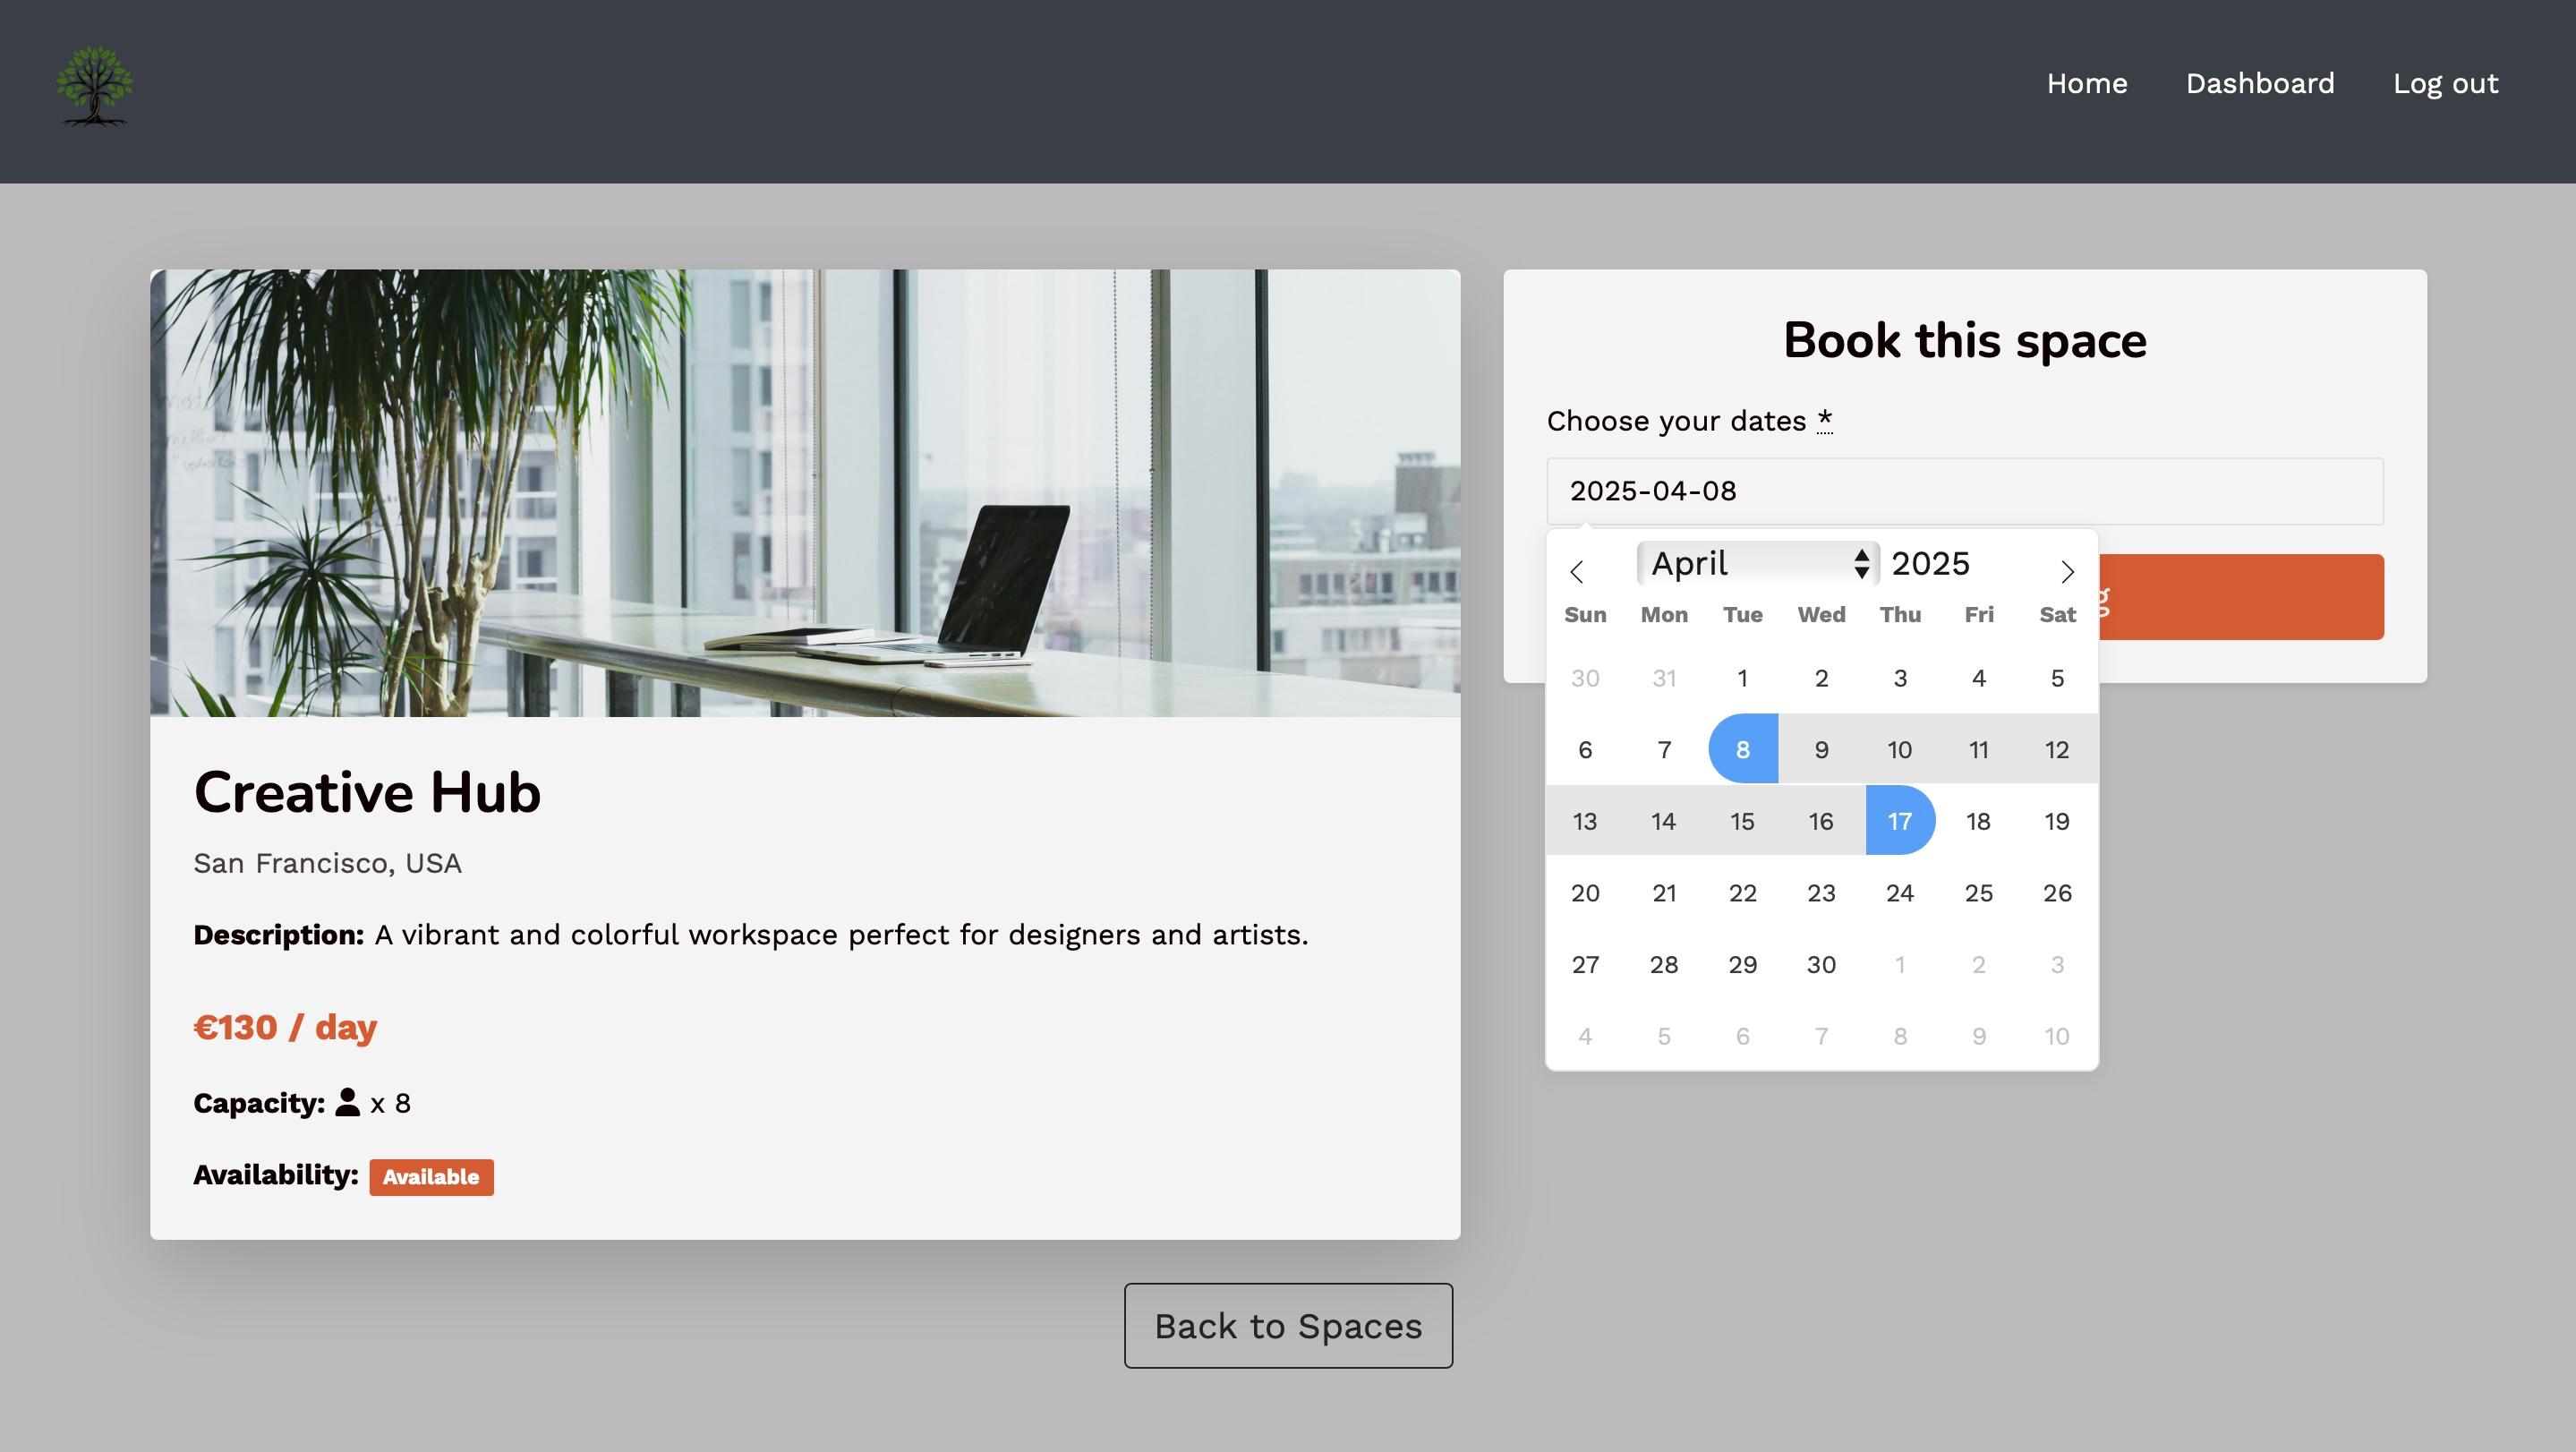 Home Dashboard Log out
Book this space
Choose your dates *
2025-04-08
April 2025
Sun Mon Tue Wed Thu Fri Sat
30 31 1 2 3 4 5
6 7 8 9 10 11 12
13 14 15 16 17 18 19
20 21 22 23 24 25 26
27 28 29 30 1 2 3
4 5 6 7 8 9 10
Creative Hub
San Francisco, USA
Description: A vibrant and colorful workspace perfect for designers and artists.
€130 / day
Capacity: x 8
Availability: Available
Back to Spaces